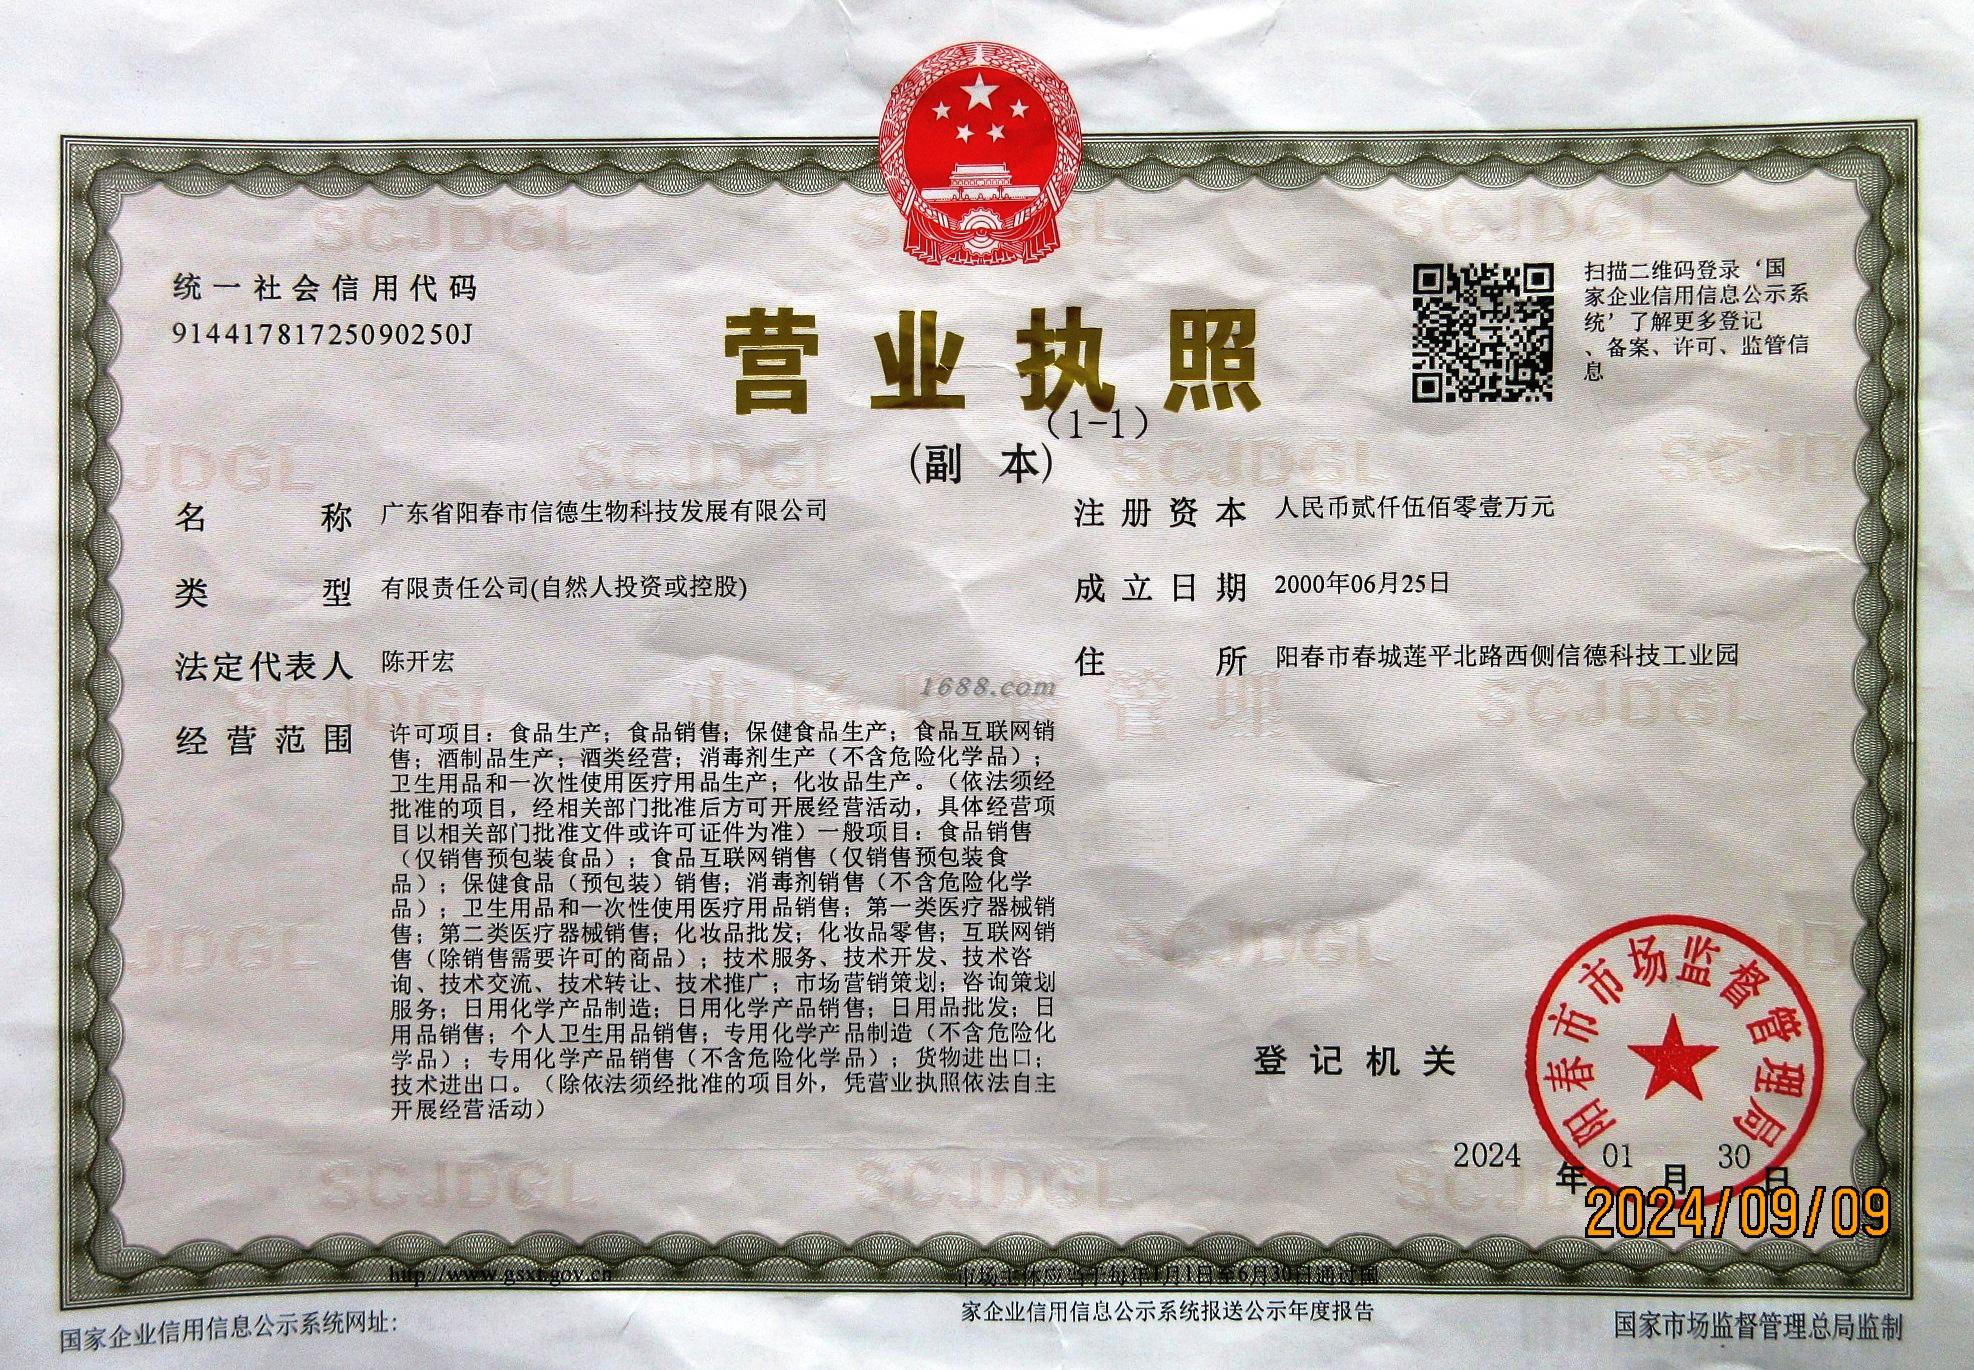 统一社会信用代码
91441781725090250J
营业执照
（1-1）
(副 本)
扫描二维码登录‘国
家企业信用信息公示系
统’了解更多登记
、备案、许可、监管信
息
名 称 广东省阳春市信德生物科技发展有限公司
类 型 有限责任公司(自然人投资或控股)
法定代表人 陈开宏
经营范围 许可项目：食品生产；食品销售；保健食品生产；食品互联网销
售；酒制品生产；酒类经营；消毒剂生产（不含危险化学品）；
卫生用品和一次性使用医疗用品生产；化妆品生产。（依法须经
批准的项目，经相关部门批准后方可开展经营活动，具体经营项
目以相关部门批准文件或许可证件为准）一般项目：食品销售
（仅销售预包装食品）；食品互联网销售（仅销售预包装食
品）；保健食品（预包装）销售；消毒剂销售（不含危险化学
品）；卫生用品和一次性使用医疗用品销售；第一类医疗器械销
售；第二类医疗器械销售；化妆品批发；化妆品零售；互联网销
售（除销售需要许可的商品）；技术服务、技术开发、技术咨
询、技术交流、技术转让、技术推广；市场营销策划；咨询策划
服务；日用化学产品制造；日用化学产品销售；日用品批发；日
用品销售；个人卫生用品销售；专用化学产品制造（不含危险化
学品）；专用化学产品销售（不含危险化学品）；货物进出口；
技术进出口。（除依法须经批准的项目外，凭营业执照依法自主
开展经营活动）
注册资本 人民币贰仟伍佰零壹万元
成立日期 2000年06月25日
住 所 阳春市春城莲平北路西侧信德科技工业园
1688.com
登记机关
阳春市市场监督管理局
2024 年 01 月 30 日
2024/09/09
http://www.gsxt.gov.cn
国家企业信用信息公示系统网址：
市场主体应当于每年1月1日至6月30日通过国
家企业信用信息公示系统报送公示年度报告
国家市场监督管理总局监制